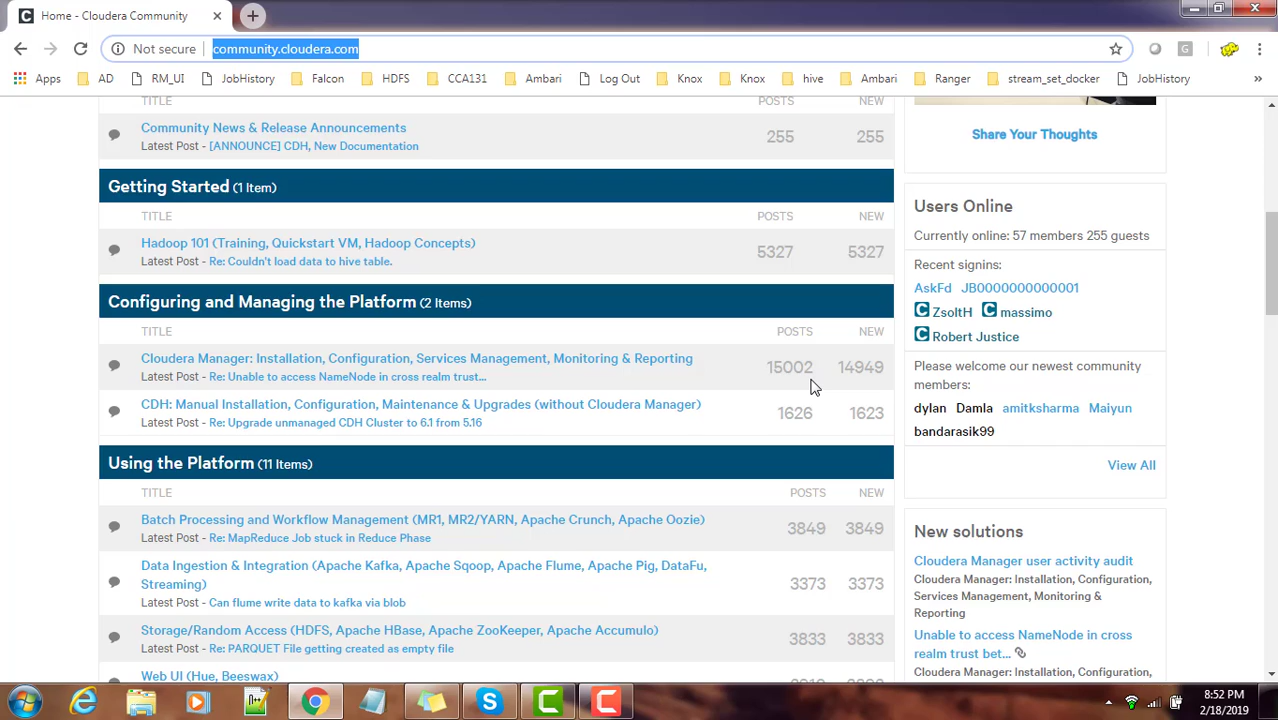 Home - Cloudera Community
Not secure
community.cloudera.com
Apps
AD
RM_UI
JobHistory
Falcon
HDFS
CCA131
Ambari
Log Out
Knox
Knox
hive
Ambari
Ranger
stream_set_docker
JobHistory
»
TITLE POSTS NEW
Community News & Release Announcements
Latest Post - [ANNOUNCE] CDH, New Documentation
255 255
Getting Started (1 Item)
TITLE POSTS NEW
Hadoop 101 (Training, Quickstart VM, Hadoop Concepts)
Latest Post - Re: Couldn't load data to hive table.
5327 5327
Configuring and Managing the Platform (2 Items)
TITLE POSTS NEW
Cloudera Manager: Installation, Configuration, Services Management, Monitoring & Reporting
Latest Post - Re: Unable to access NameNode in cross realm trust...
15002 14949
CDH: Manual Installation, Configuration, Maintenance & Upgrades (without Cloudera Manager)
Latest Post - Re: Upgrade unmanaged CDH Cluster to 6.1 from 5.16
1626 1623
Using the Platform (11 Items)
TITLE POSTS NEW
Batch Processing and Workflow Management (MR1, MR2/YARN, Apache Crunch, Apache Oozie)
Latest Post - Re: MapReduce Job stuck in Reduce Phase
3849 3849
Data Ingestion & Integration (Apache Kafka, Apache Sqoop, Apache Flume, Apache Pig, DataFu,
Streaming)
Latest Post - Can flume write data to kafka via blob
3373 3373
Storage/Random Access (HDFS, Apache HBase, Apache ZooKeeper, Apache Accumulo)
Latest Post - Re: PARQUET File getting created as empty file
3833 3833
Web UI (Hue, Beeswax)
Share Your Thoughts
Users Online
Currently online: 57 members 255 guests
Recent signins:
AskFd JB0000000000001
C ZsoltH C massimo
C Robert Justice
Please welcome our newest community
members:
dylan Damla amitksharma Maiyun
bandarasik99
View All
New solutions
Cloudera Manager user activity audit
Cloudera Manager: Installation, Configuration,
Services Management, Monitoring &
Reporting
Unable to access NameNode in cross
realm trust bet...
Cloudera Manager: Installation, Configuration,
8:52 PM
2/18/2019